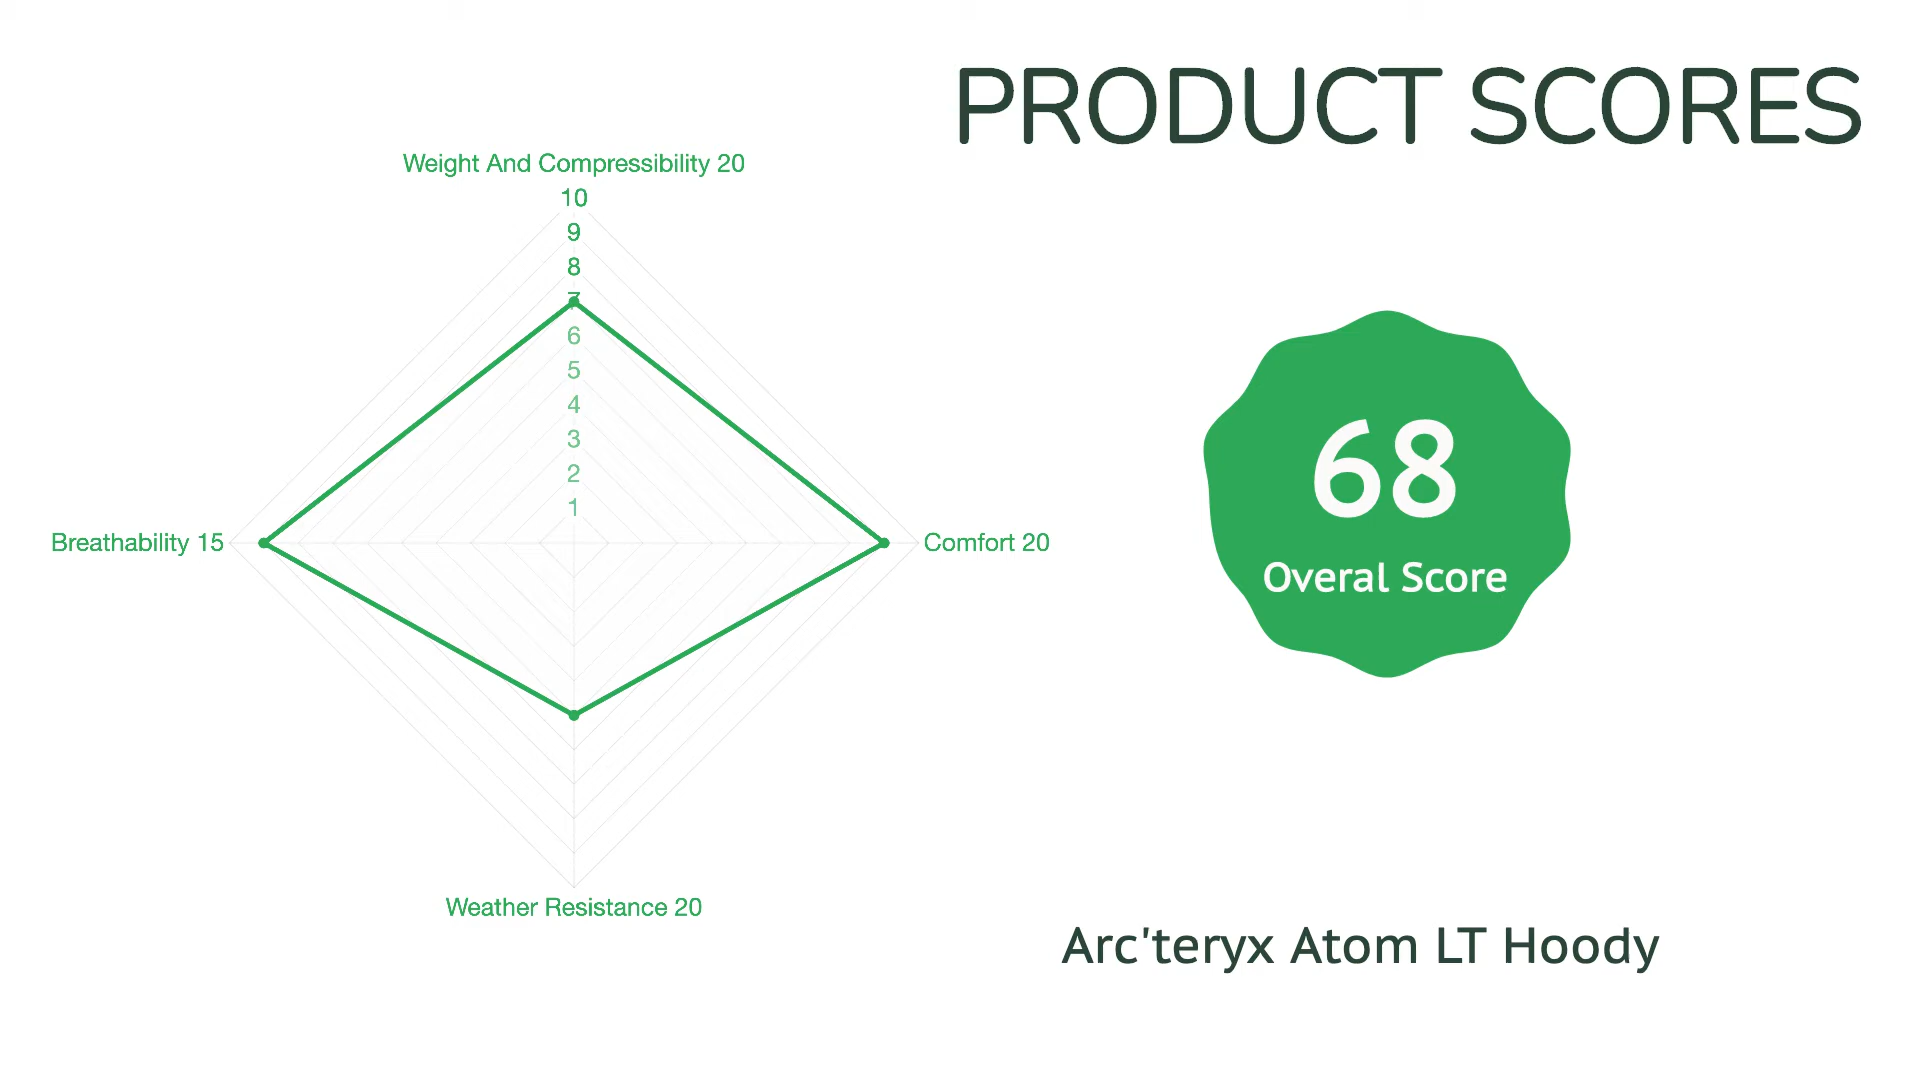 PRODUCT SCORES
Weight And Compressibility 20
10
9
8
7
6
5
4
3
2
1
Breathability 15
Comfort 20
Weather Resistance 20
68
Overal Score
Arc'teryx Atom LT Hoody